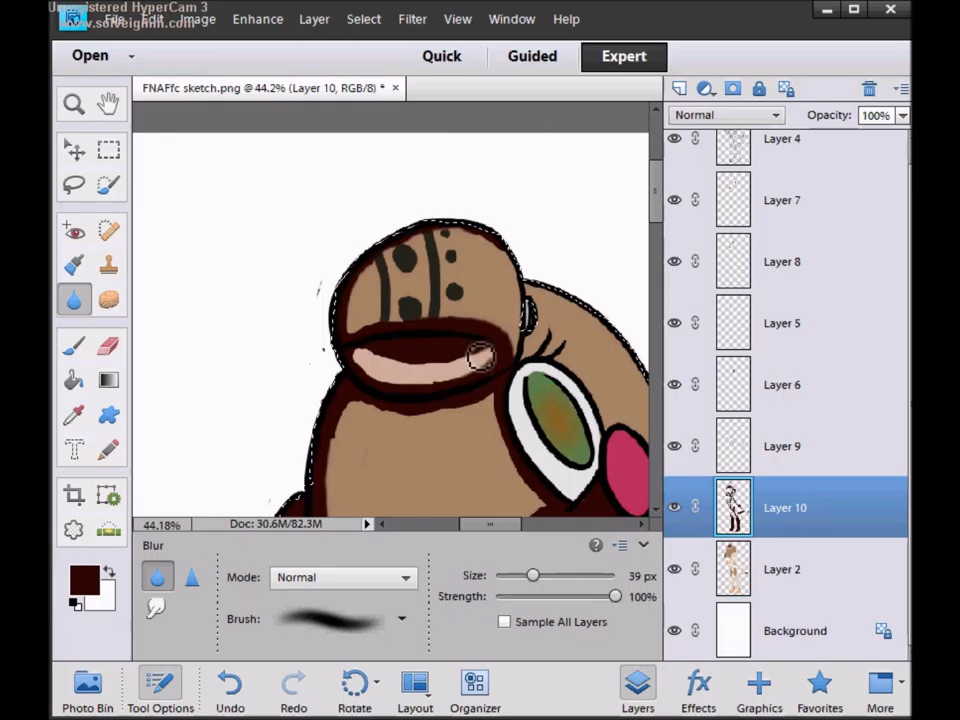 Unregistered HyperCam 3
www.solveigmm.com
File Edit Image Enhance Layer Select Filter View Window Help
Open Quick Guided Expert
FNAFfc sketch.png @ 44.2% (Layer 10, RGB/8) * ×
Normal Opacity: 100%
Layer 4
Layer 7
Layer 8
Layer 5
Layer 6
Layer 9
Layer 10
Layer 2
Background
44.18% Doc: 30.6M/82.3M
Blur
Mode: Normal Size: 39 px
Strength: 100%
Brush: Sample All Layers
Photo Bin Tool Options Undo Redo Rotate Layout Organizer Layers Effects Graphics Favorites More